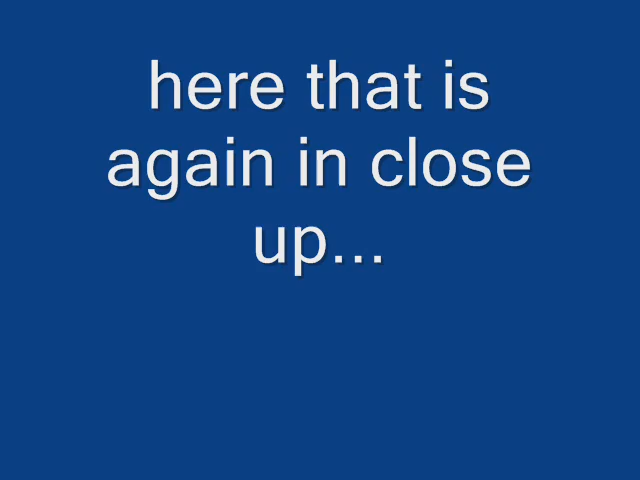 here that is
again in close
up...